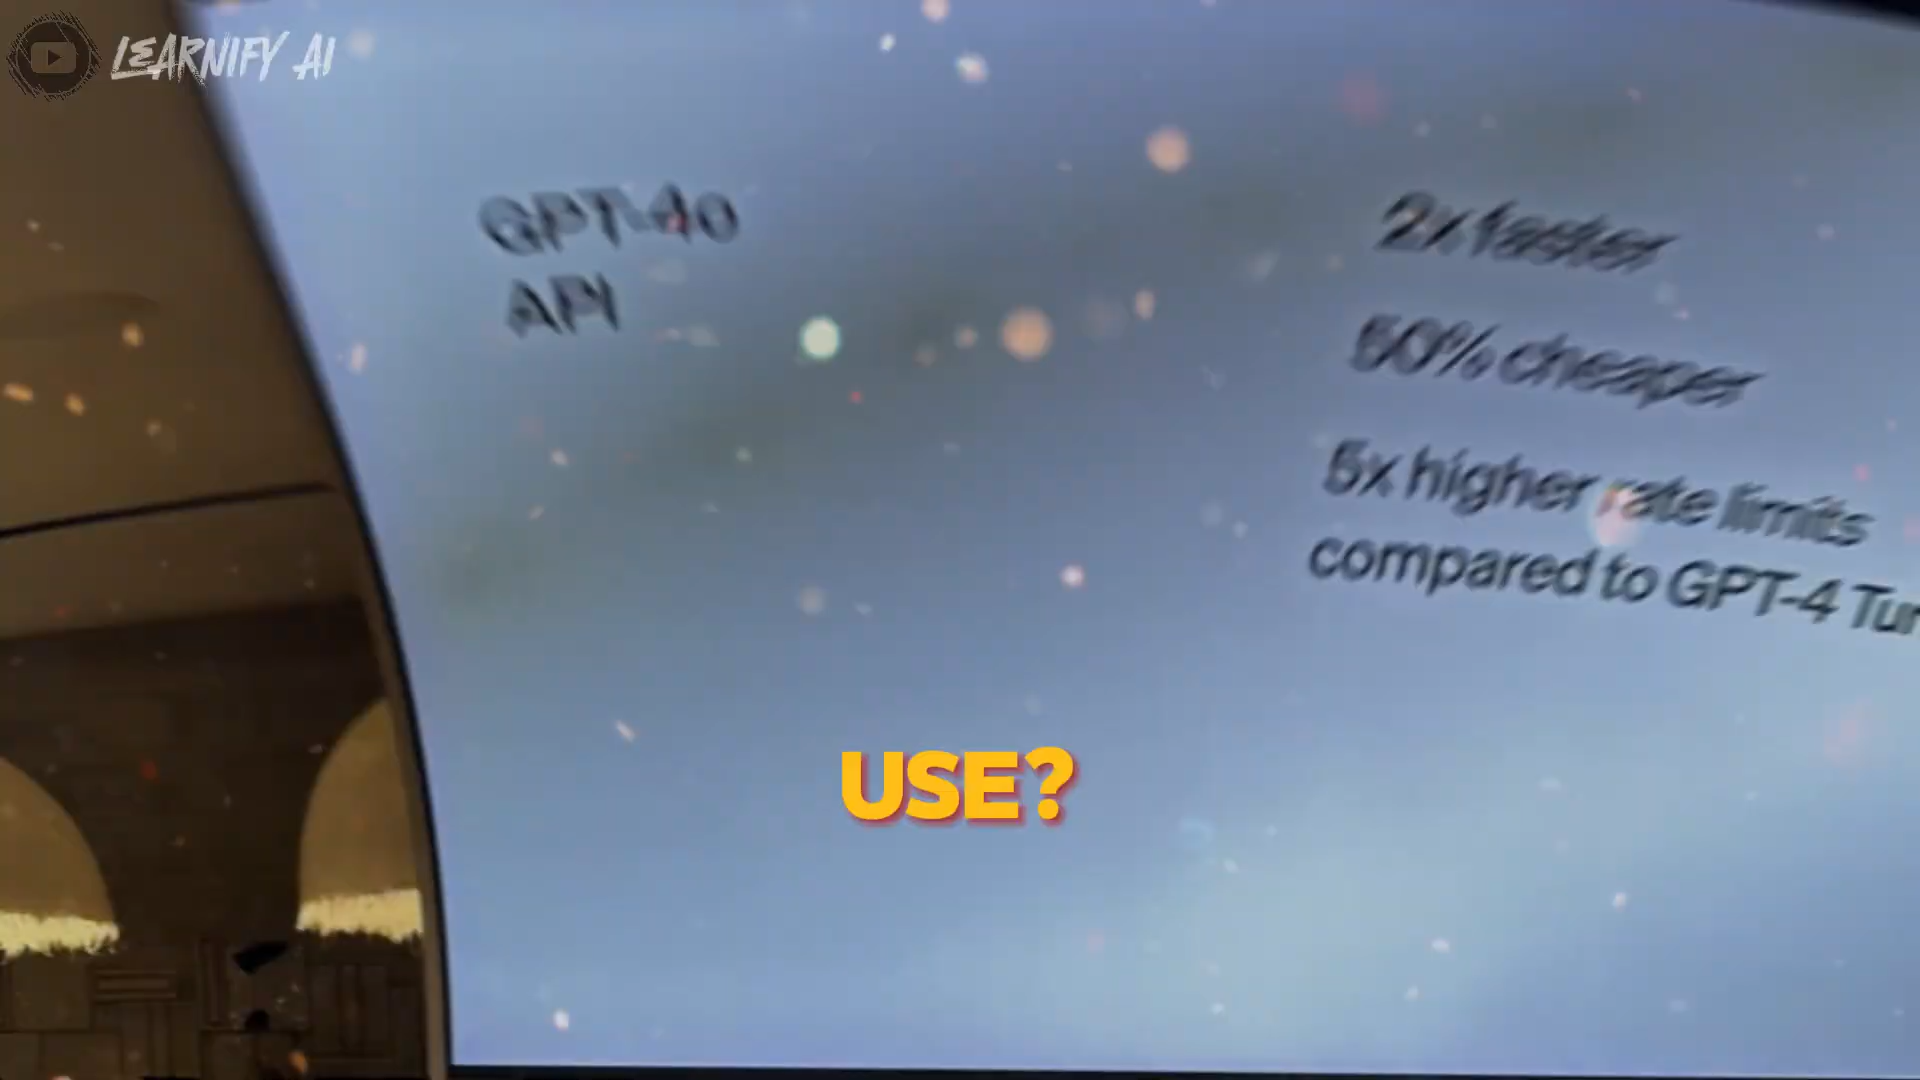 LEARNIFY AI
GPT-4o
API
2x faster
50% cheaper
5x higher rate limits
compared to GPT-4 Tur
USE?